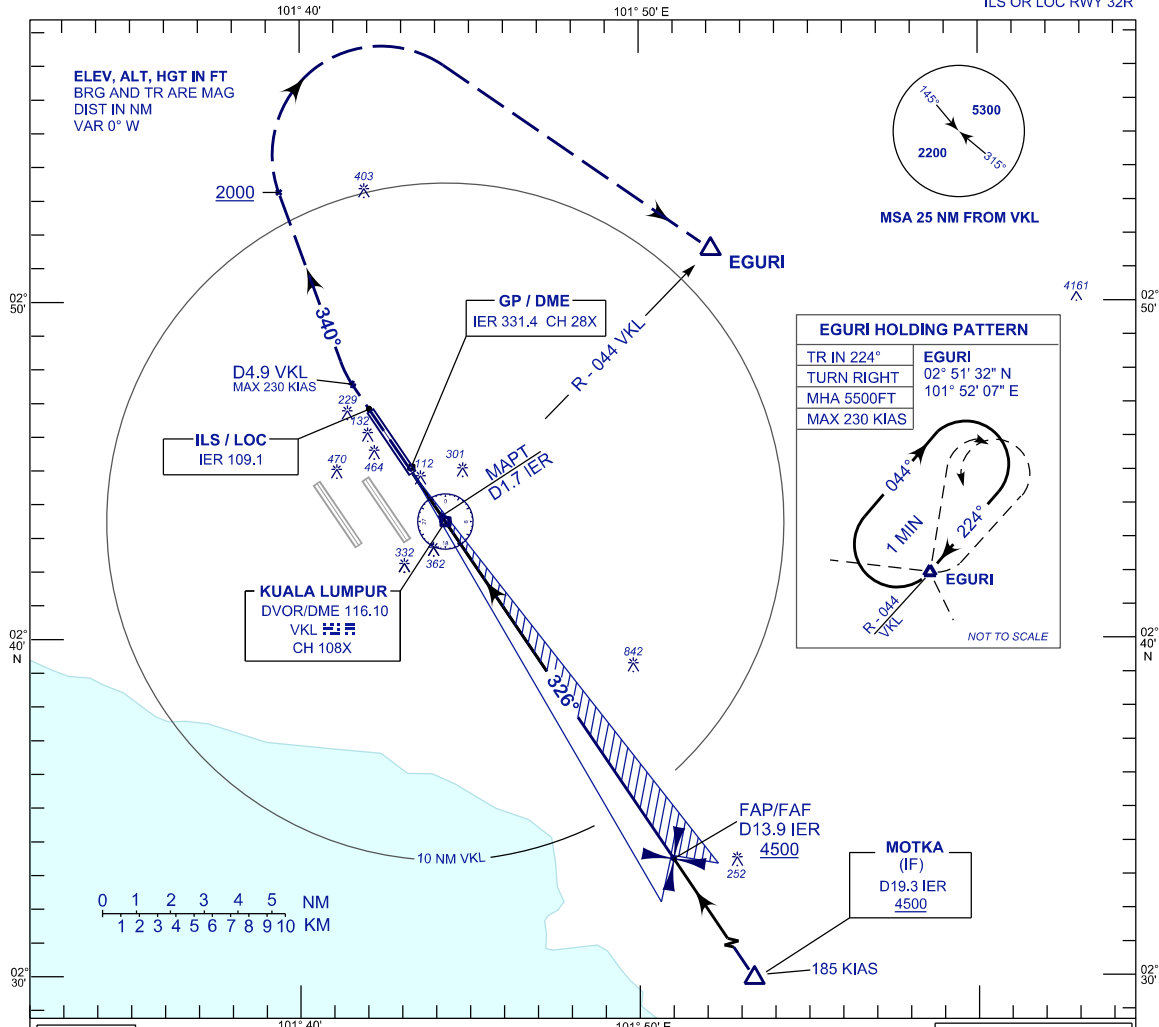 ILS OR LOC RWY 32R
101° 40'
101° 50' E
ELEV, ALT, HGT IN FT
BRG AND TR ARE MAG
DIST IN NM
VAR 0° W
145°
5300
2200
315°
MSA 25 NM FROM VKL
403
2000
EGURI
4161
02°
50'
02°
50'
GP / DME
IER 331.4 CH 28X
340°
R - 044 VKL
EGURI HOLDING PATTERN
TR IN 224°
TURN RIGHT
MHA 5500FT
MAX 230 KIAS
EGURI
02° 51' 32" N
101° 52' 07" E
044°
1 MIN
224°
EGURI
R - 044
VKL
NOT TO SCALE
D4.9 VKL
MAX 230 KIAS
229
132
ILS / LOC
IER 109.1
470
464
112
301
MAPT
D1.7 IER
0
9
18
27
332
362
KUALA LUMPUR
DVOR/DME 116.10
VKL
CH 108X
02°
40'
N
02°
40'
N
842
326°
FAP/FAF
D13.9 IER
4500
252
10 NM VKL
MOTKA
(IF)
D19.3 IER
4500
185 KIAS
0 1 2 3 4 5 NM
1 2 3 4 5 6 7 8 9 10 KM
02°
30'
02°
30'
101° 40'
101° 50' E